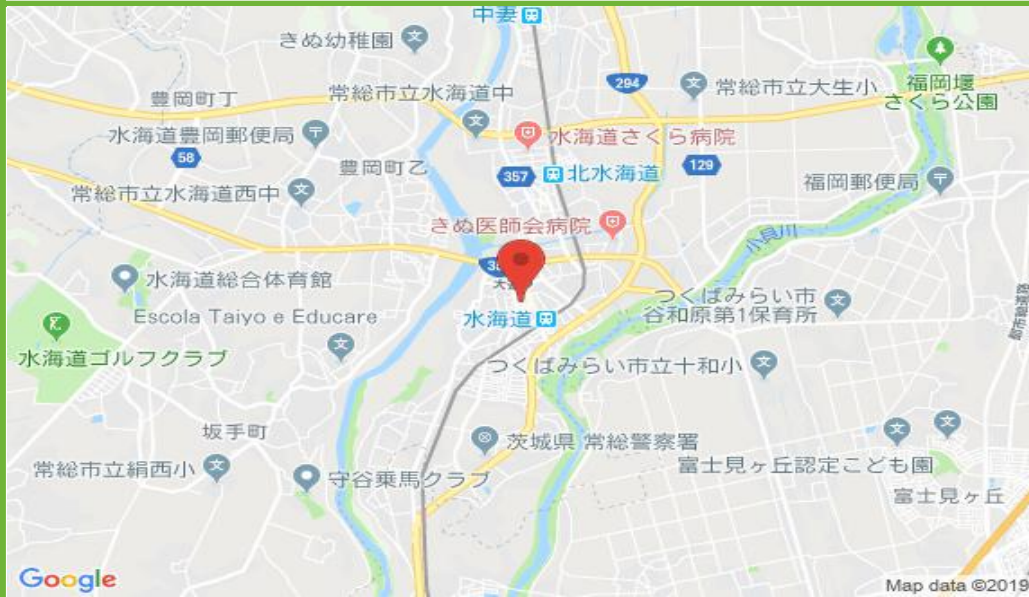 中妻
きぬ幼稚園
294
常総市立大生小
福岡堰
さくら公園
豊岡町丁
常総市立水海道中
水海道豊岡郵便局
水海道さくら病院
58
豊岡町乙
357
北水海道
129
福岡郵便局
常総市立水海道西中
きぬ医師会病院
小貝川
水海道総合体育館
つくばみらい市
谷和原第1保育所
Escola Taiyo e Educare
水海道
水海道ゴルフクラブ
つくばみらい市立十和小
坂手町
茨城県 常総警察署
常総市立絹西小
守谷乗馬クラブ
富士見ヶ丘認定こども園
富士見ヶ丘
Google
Map data ©2019